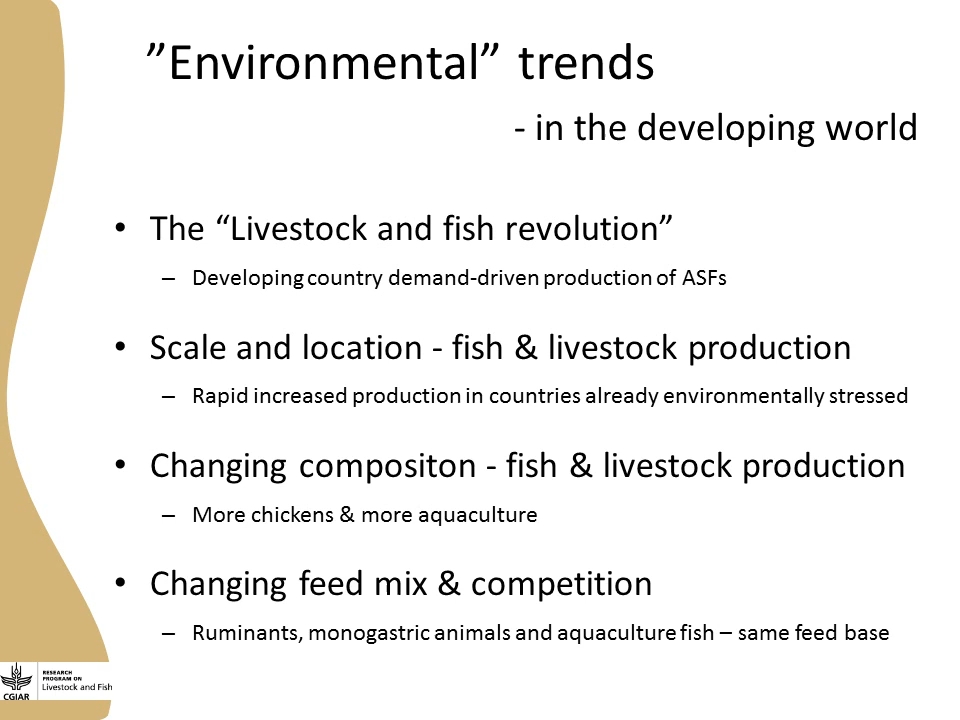 ”Environmental” trends
- in the developing world
• The “Livestock and fish revolution”
– Developing country demand-driven production of ASFs
• Scale and location - fish & livestock production
– Rapid increased production in countries already environmentally stressed
• Changing compositon - fish & livestock production
– More chickens & more aquaculture
• Changing feed mix & competition
– Ruminants, monogastric animals and aquaculture fish – same feed base
RESEARCH
PROGRAM ON
Livestock and Fish
CGIAR